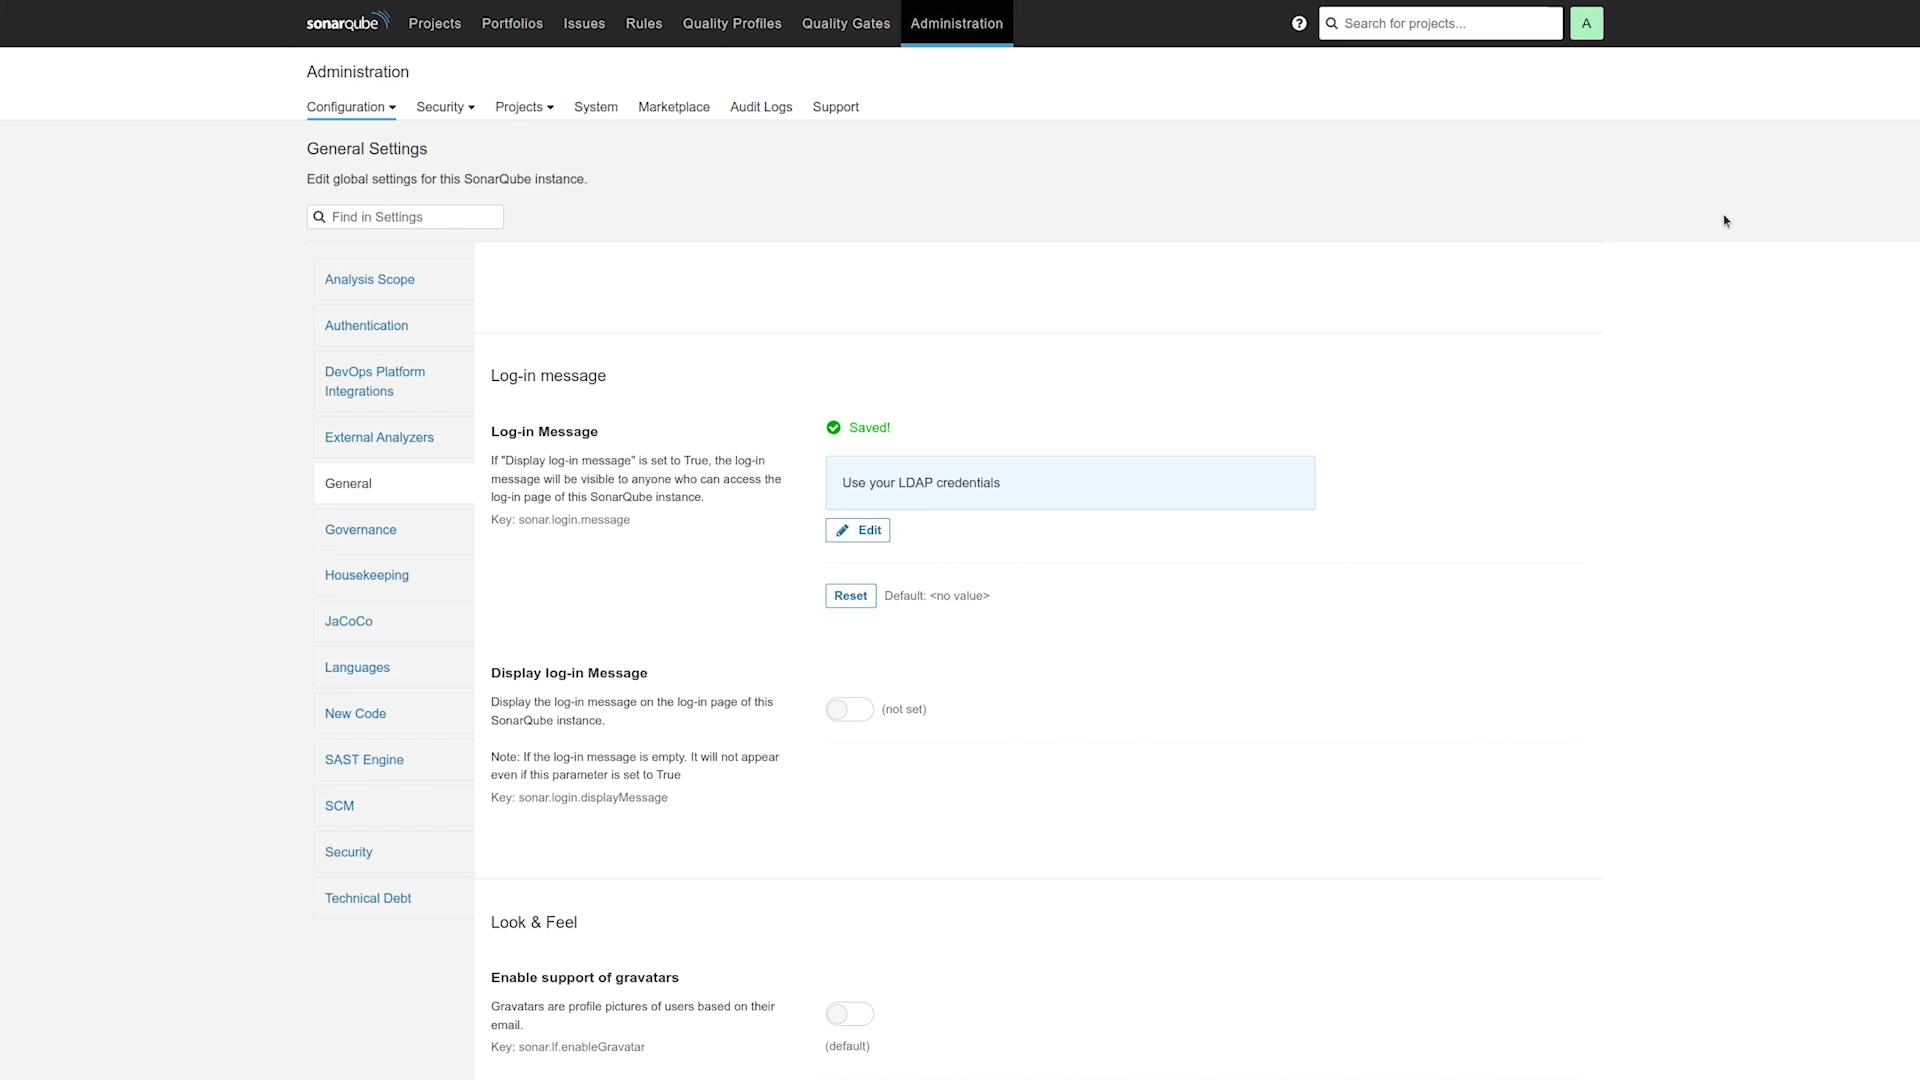 sonarqube Projects Portfolios Issues Rules Quality Profiles Quality Gates Administration ? Search for projects... A
Administration
Configuration Security Projects System Marketplace Audit Logs Support
General Settings
Edit global settings for this SonarQube instance.
Find in Settings
Analysis Scope
Authentication
DevOps Platform
Integrations
External Analyzers
General
Governance
Housekeeping
JaCoCo
Languages
New Code
SAST Engine
SCM
Security
Technical Debt
Log-in message
Log-in Message
If "Display log-in message" is set to True, the log-in
message will be visible to anyone who can access the
log-in page of this SonarQube instance.
Key: sonar.login.message
Saved!
Use your LDAP credentials
Edit
Reset Default: <no value>
Display log-in Message
Display the log-in message on the log-in page of this
SonarQube instance.
Note: If the log-in message is empty. It will not appear
even if this parameter is set to True
Key: sonar.login.displayMessage
(not set)
Look & Feel
Enable support of gravatars
Gravatars are profile pictures of users based on their
email.
Key: sonar.lf.enableGravatar
(default)